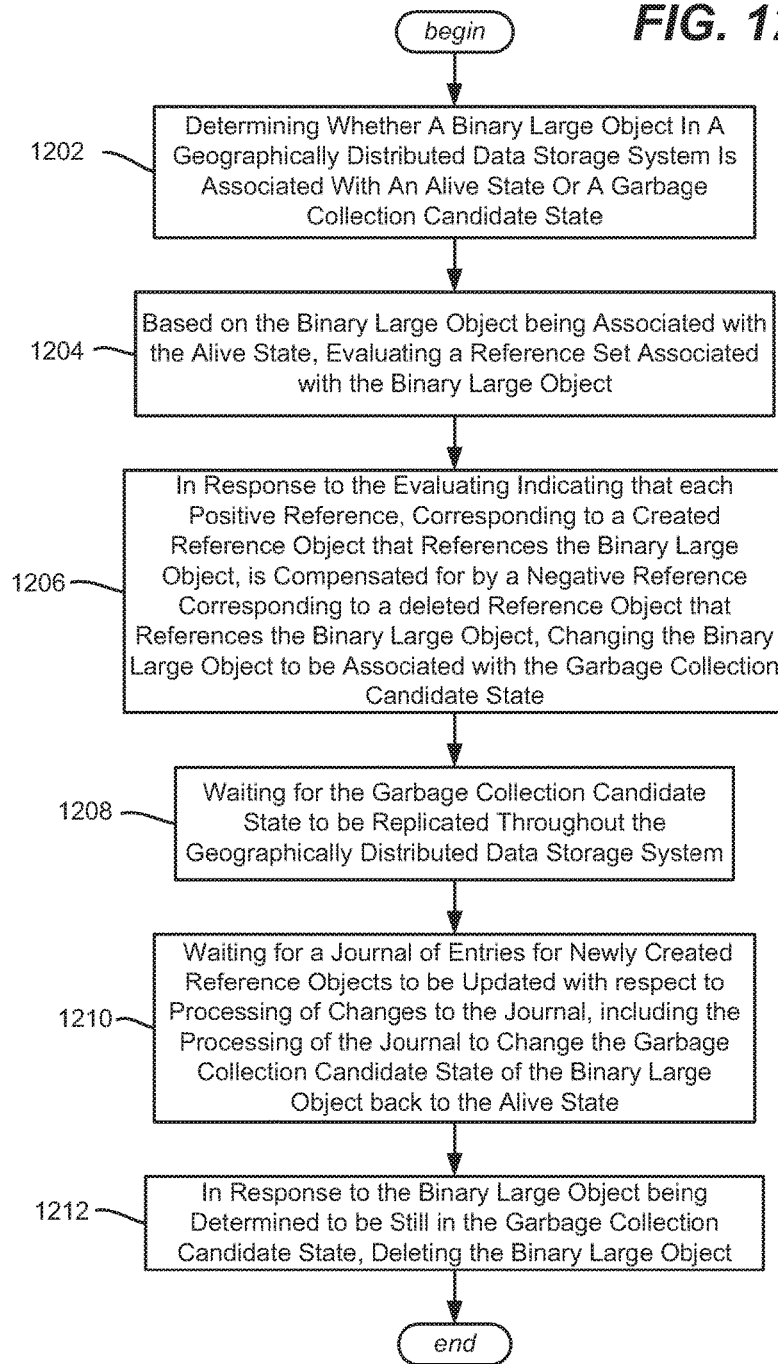 FIG. 12
begin
1202
Determining Whether A Binary Large Object In A
Geographically Distributed Data Storage System Is
Associated With An Alive State Or A Garbage
Collection Candidate State
1204
Based on the Binary Large Object being Associated with
the Alive State, Evaluating a Reference Set Associated
with the Binary Large Object
1206
In Response to the Evaluating Indicating that each
Positive Reference, Corresponding to a Created
Reference Object that References the Binary Large
Object, is Compensated for by a Negative Reference
Corresponding to a deleted Reference Object that
References the Binary Large Object, Changing the Binary
Large Object to be Associated with the Garbage Collection
Candidate State
1208
Waiting for the Garbage Collection Candidate
State to be Replicated Throughout the
Geographically Distributed Data Storage System
1210
Waiting for a Journal of Entries for Newly Created
Reference Objects to be Updated with respect to
Processing of Changes to the Journal, including the
Processing of the Journal to Change the Garbage
Collection Candidate State of the Binary Large
Object back to the Alive State
1212
In Response to the Binary Large Object being
Determined to be Still in the Garbage Collection
Candidate State, Deleting the Binary Large Object
end